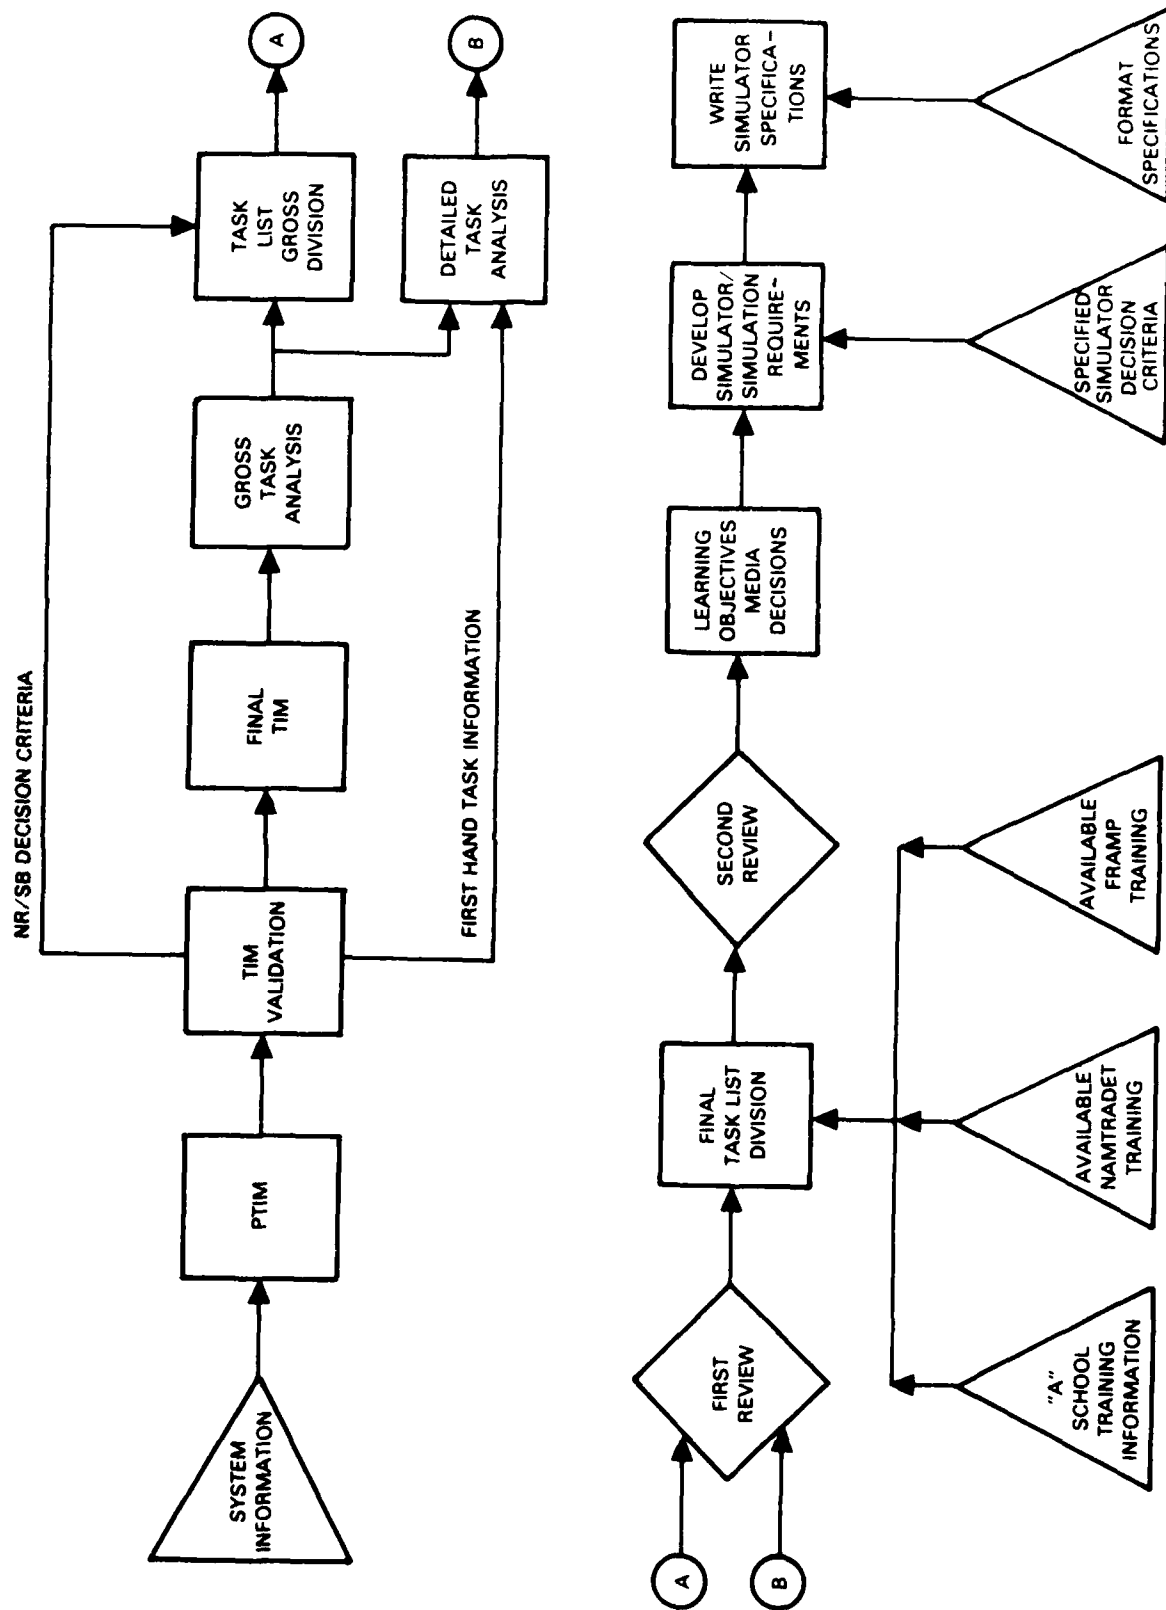 NR/SB DECISION CRITERIA
SYSTEM
INFORMATION
PTIM
TIM
VALIDATION
FINAL
TIM
GROSS
TASK
ANALYSIS
TASK
LIST
GROSS
DIVISION
A
FIRST HAND TASK INFORMATION
DETAILED
TASK
ANALYSIS
B
A
B
FIRST
REVIEW
FINAL
TASK LIST
DIVISION
SECOND
REVIEW
LEARNING
OBJECTIVES
MEDIA
DECISIONS
DEVELOP
SIMULATOR/
SIMULATION
REQUIRE-
MENTS
WRITE
SIMULATOR
SPECIFICA-
TIONS
"A"
SCHOOL
TRAINING
INFORMATION
AVAILABLE
NAMTRADET
TRAINING
AVAILABLE
FRAMP
TRAINING
SPECIFIED
SIMULATOR
DECISION
CRITERIA
FORMAT
SPECIFICATIONS